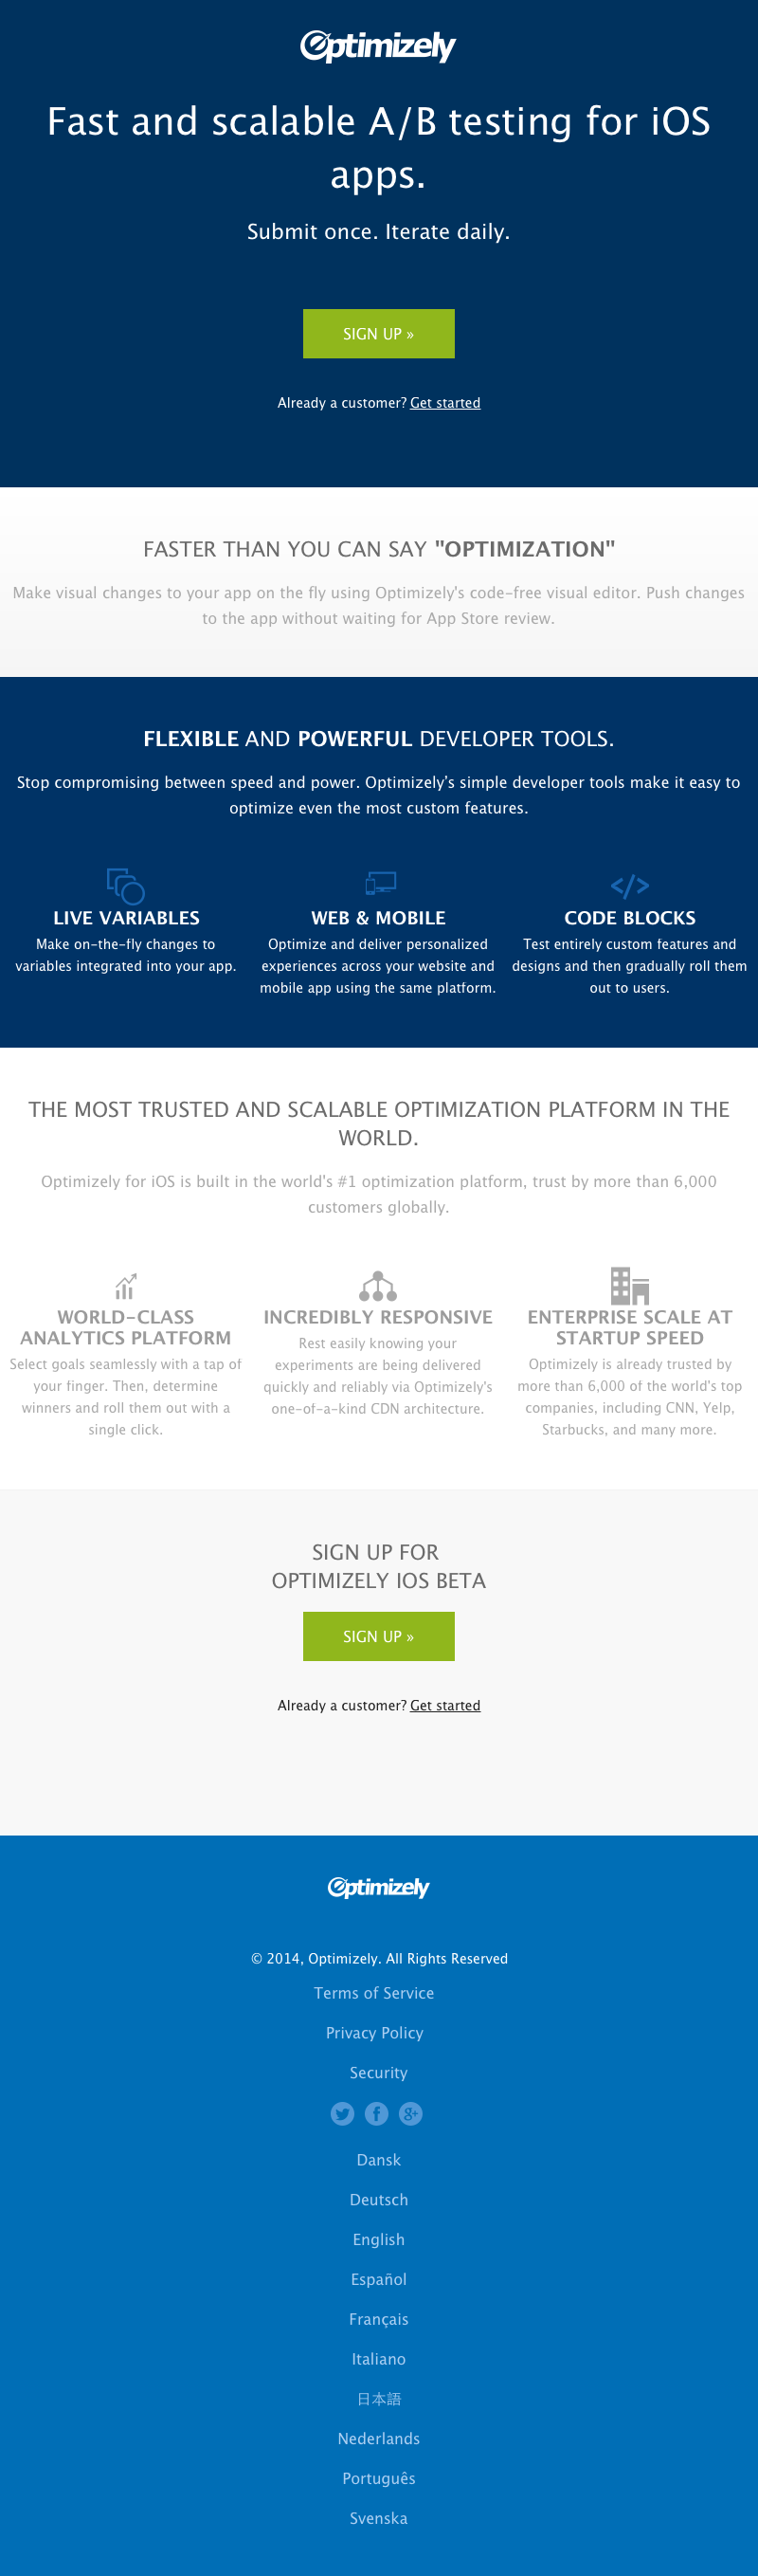 Optimizely
Fast and scalable A/B testing for iOS
apps.
Submit once. Iterate daily.
SIGN UP »
Already a customer? Get started
FASTER THAN YOU CAN SAY "OPTIMIZATION"
Make visual changes to your app on the fly using Optimizely's code-free visual editor. Push changes
to the app without waiting for App Store review.
FLEXIBLE AND POWERFUL DEVELOPER TOOLS.
Stop compromising between speed and power. Optimizely's simple developer tools make it easy to
optimize even the most custom features.
LIVE VARIABLES
Make on-the-fly changes to
variables integrated into your app.
WEB & MOBILE
Optimize and deliver personalized
experiences across your website and
mobile app using the same platform.
CODE BLOCKS
Test entirely custom features and
designs and then gradually roll them
out to users.
THE MOST TRUSTED AND SCALABLE OPTIMIZATION PLATFORM IN THE
WORLD.
Optimizely for iOS is built in the world's #1 optimization platform, trust by more than 6,000
customers globally.
WORLD-CLASS
ANALYTICS PLATFORM
Select goals seamlessly with a tap of
your finger. Then, determine
winners and roll them out with a
single click.
INCREDIBLY RESPONSIVE
Rest easily knowing your
experiments are being delivered
quickly and reliably via Optimizely's
one-of-a-kind CDN architecture.
ENTERPRISE SCALE AT
STARTUP SPEED
Optimizely is already trusted by
more than 6,000 of the world's top
companies, including CNN, Yelp,
Starbucks, and many more.
SIGN UP FOR
OPTIMIZELY IOS BETA
SIGN UP »
Already a customer? Get started
Optimizely
© 2014, Optimizely. All Rights Reserved
Terms of Service
Privacy Policy
Security
Dansk
Deutsch
English
Español
Français
Italiano
日本語
Nederlands
Português
Svenska